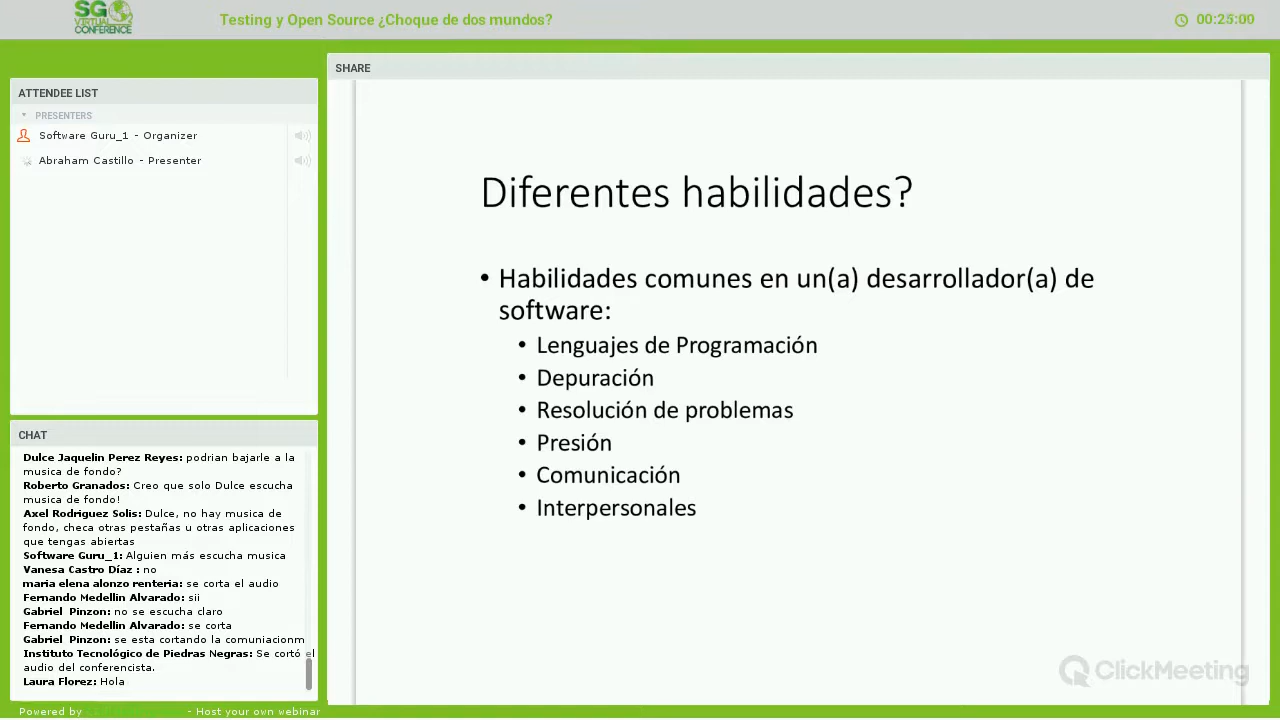 SG
VIRTUAL
CONFERENCE
Testing y Open Source ¿Choque de dos mundos?
00:25:00
ATTENDEE LIST
PRESENTERS
Software Guru_1 - Organizer
Abraham Castillo - Presenter
CHAT
Dulce Jaquelin Perez Reyes: podrian bajarle a la
musica de fondo?
Roberto Granados: Creo que solo Dulce escucha
musica de fondo!
Axel Rodriguez Solis: Dulce, no hay musica de
fondo, checa otras pestañas u otras aplicaciones
que tengas abiertas
Software Guru_1: Alguien más escucha musica
Vanesa Castro Díaz : no
maria elena alonzo renteria: se corta el audio
Fernando Medellin Alvarado: sii
Gabriel Pinzon: no se escucha claro
Fernando Medellin Alvarado: se corta
Gabriel Pinzon: se esta cortando la comuniacionm
Instituto Tecnológico de Piedras Negras: Se cortó el
audio del conferencista.
Laura Florez: Hola
Powered by
- Host your own webinar
SHARE
Diferentes habilidades?
• Habilidades comunes en un(a) desarrollador(a) de
software:
• Lenguajes de Programación
• Depuración
• Resolución de problemas
• Presión
• Comunicación
• Interpersonales
ClickMeeting